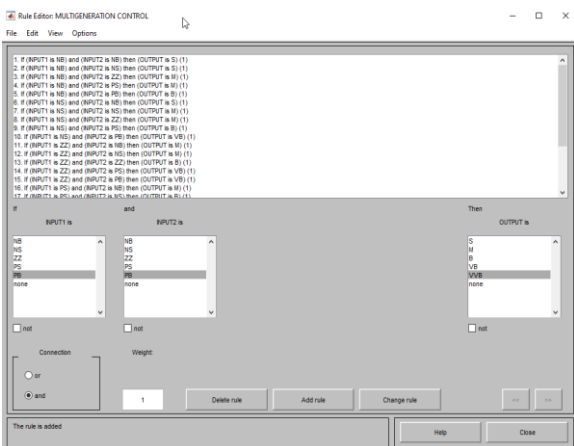 Rule Editor: MULTIGENERATION CONTROL
File Edit View Options
1. If (INPUT1 is NB) and (INPUT2 is NB) then (OUTPUT is S) (1)
2. If (INPUT1 is NB) and (INPUT2 is NS) then (OUTPUT is S) (1)
3. If (INPUT1 is NB) and (INPUT2 is ZZ) then (OUTPUT is M) (1)
4. If (INPUT1 is NB) and (INPUT2 is PS) then (OUTPUT is M) (1)
5. If (INPUT1 is NB) and (INPUT2 is PB) then (OUTPUT is B) (1)
6. If (INPUT1 is NS) and (INPUT2 is NB) then (OUTPUT is S) (1)
7. If (INPUT1 is NS) and (INPUT2 is NS) then (OUTPUT is M) (1)
8. If (INPUT1 is NS) and (INPUT2 is ZZ) then (OUTPUT is M) (1)
9. If (INPUT1 is NS) and (INPUT2 is PS) then (OUTPUT is B) (1)
10. If (INPUT1 is NS) and (INPUT2 is PB) then (OUTPUT is VB) (1)
11. If (INPUT1 is ZZ) and (INPUT2 is NB) then (OUTPUT is M) (1)
12. If (INPUT1 is ZZ) and (INPUT2 is NS) then (OUTPUT is M) (1)
13. If (INPUT1 is ZZ) and (INPUT2 is ZZ) then (OUTPUT is B) (1)
14. If (INPUT1 is ZZ) and (INPUT2 is PS) then (OUTPUT is VB) (1)
15. If (INPUT1 is ZZ) and (INPUT2 is PB) then (OUTPUT is VB) (1)
16. If (INPUT1 is PS) and (INPUT2 is NB) then (OUTPUT is M) (1)
17. If (INPUT1 is PS) and (INPUT2 is NS) then (OUTPUT is B) (1)
If and Then
INPUT1 is INPUT2 is OUTPUT is
NB NB S
NS NS M
ZZ ZZ B
PS PS VB
PB PB VVB
none none none
not not not
Connection Weight:
or
and 1 Delete rule Add rule Change rule << >>
The rule is added Help Close